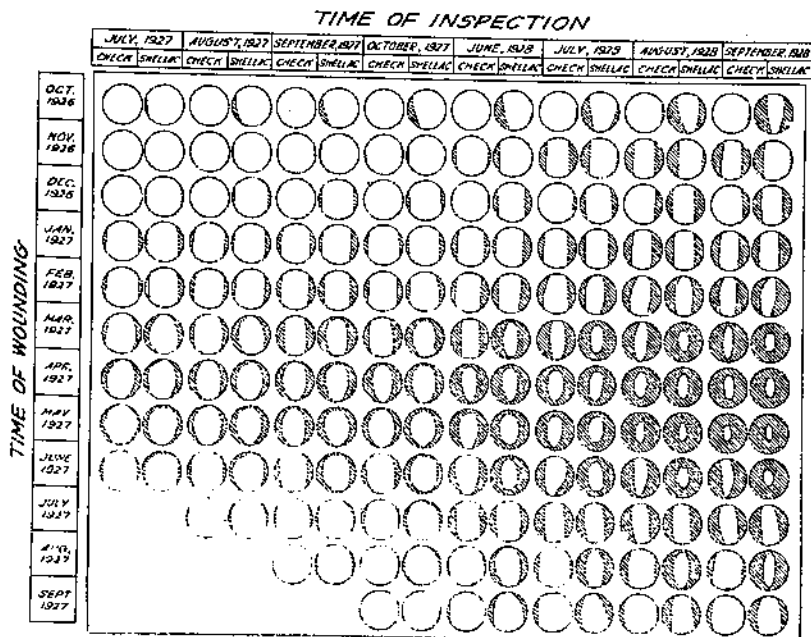 TIME OF INSPECTION
JULY, 1927 AUGUST, 1927 SEPTEMBER, 1927 OCTOBER, 1927 JUNE, 1928 JULY, 1928 AUGUST, 1928 SEPTEMBER, 1928
CHECK SHELLAC CHECK SHELLAC CHECK SHELLAC CHECK SHELLAC CHECK SHELLAC CHECK SHELLAC CHECK SHELLAC CHECK SHELLAC
TIME OF WOUNDING
OCT.
1926
NOV.
1926
DEC.
1926
JAN.
1927
FEB.
1927
MAR.
1927
APR.
1927
MAY
1927
JUNE
1927
JULY
1927
AUG.
1927
SEPT
1927